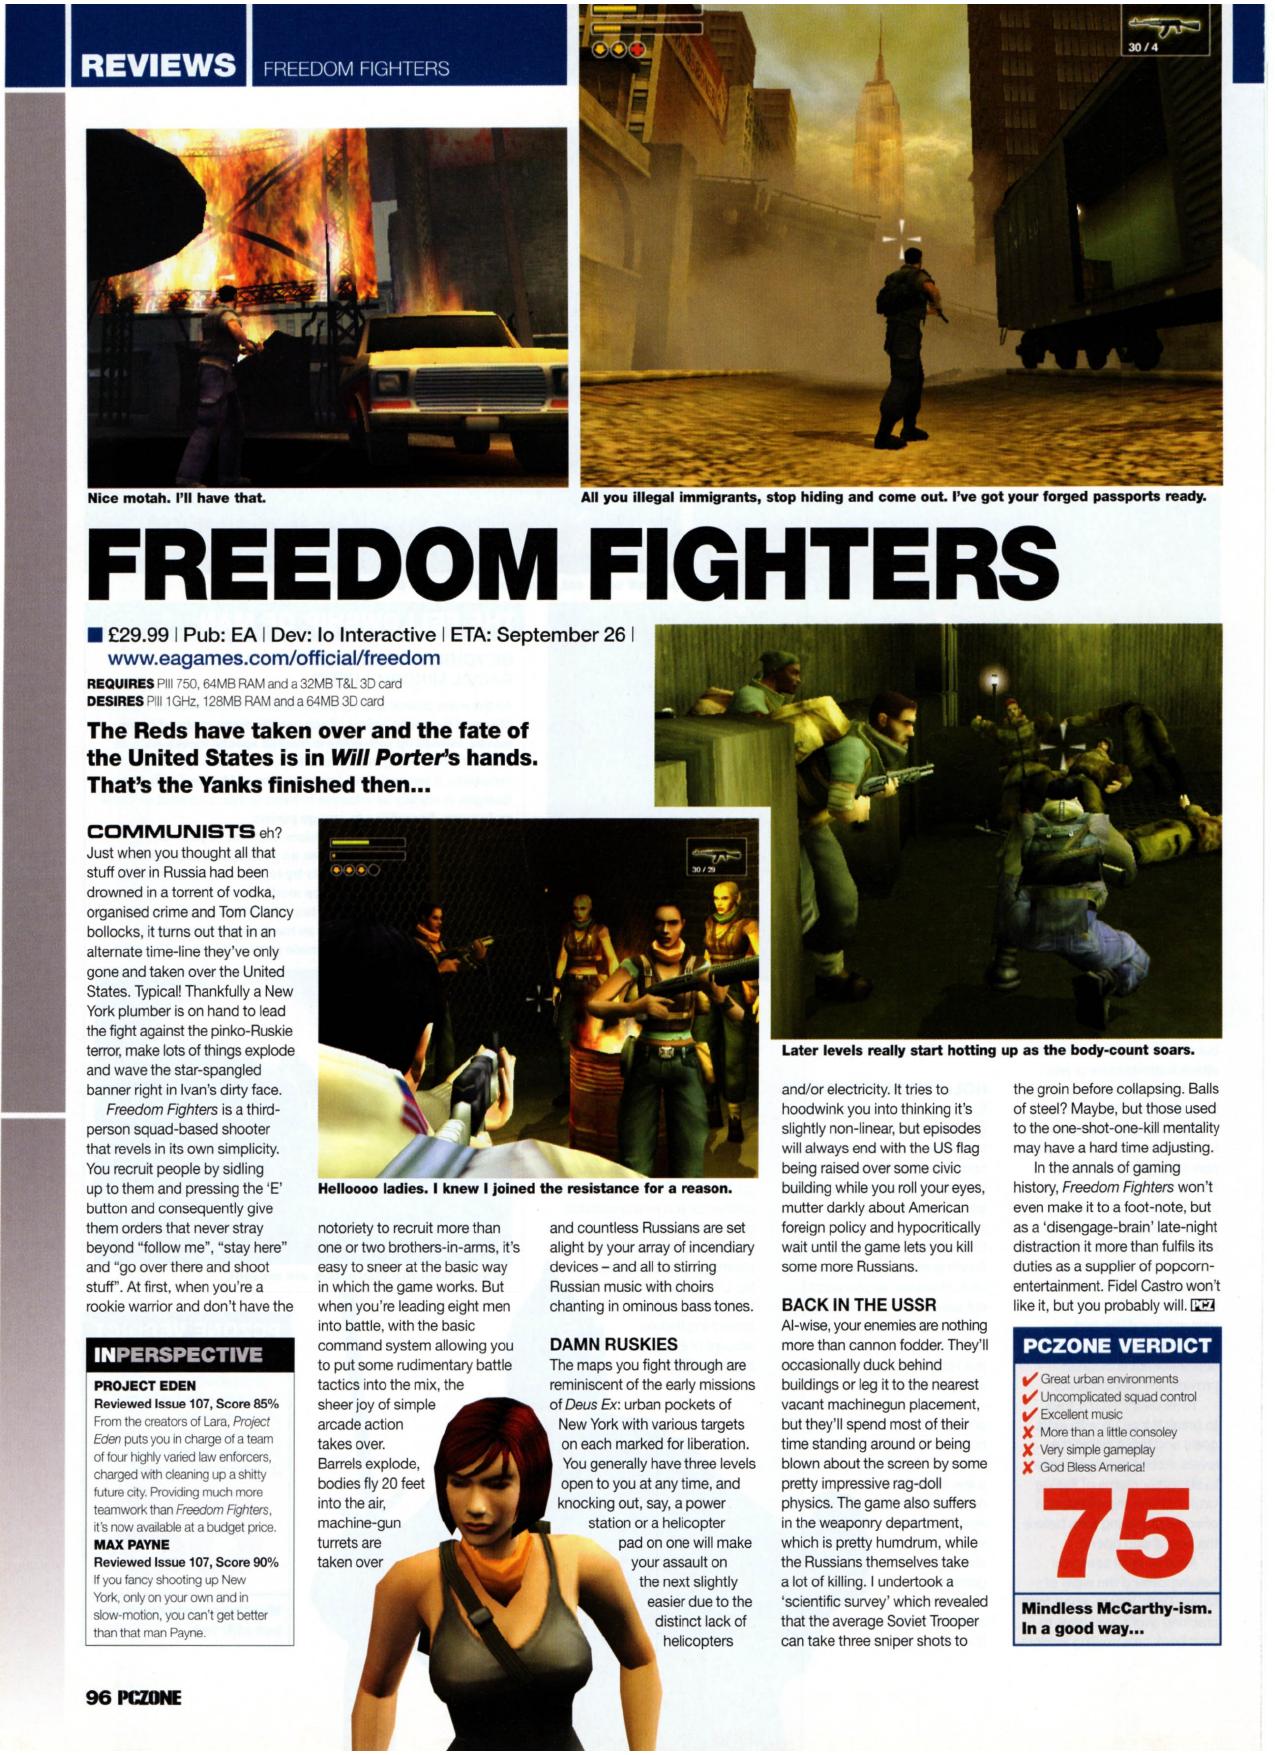 REVIEWS
FREEDOM FIGHTERS
30 / 4
Nice motah. I'll have that.
All you illegal immigrants, stop hiding and come out. I've got your forged passports ready.
FREEDOM FIGHTERS
£29.99 | Pub: EA | Dev: Io Interactive | ETA: September 26 |
www.eagames.com/official/freedom
REQUIRES PIII 750, 64MB RAM and a 32MB T&L 3D card
DESIRES PIII 1GHz, 128MB RAM and a 64MB 3D card
The Reds have taken over and the fate of
the United States is in Will Porter's hands.
That's the Yanks finished then...
COMMUNISTS eh?
Just when you thought all that
stuff over in Russia had been
drowned in a torrent of vodka,
organised crime and Tom Clancy
bollocks, it turns out that in an
alternate time-line they've only
gone and taken over the United
States. Typical! Thankfully a New
York plumber is on hand to lead
the fight against the pinko-Ruskie
terror, make lots of things explode
and wave the star-spangled
banner right in Ivan's dirty face.
Freedom Fighters is a third-
person squad-based shooter
that revels in its own simplicity.
You recruit people by sidling
up to them and pressing the 'E'
button and consequently give
them orders that never stray
beyond "follow me", "stay here"
and "go over there and shoot
stuff". At first, when you're a
rookie warrior and don't have the
30 / 29
Helloooo ladies. I knew I joined the resistance for a reason.
notoriety to recruit more than
one or two brothers-in-arms, it's
easy to sneer at the basic way
in which the game works. But
when you're leading eight men
into battle, with the basic
command system allowing you
to put some rudimentary battle
tactics into the mix, the
sheer joy of simple
arcade action
takes over.
Barrels explode,
bodies fly 20 feet
into the air,
machine-gun
turrets are
taken over
and countless Russians are set
alight by your array of incendiary
devices – and all to stirring
Russian music with choirs
chanting in ominous bass tones.
DAMN RUSKIES
The maps you fight through are
reminiscent of the early missions
of Deus Ex: urban pockets of
New York with various targets
on each marked for liberation.
You generally have three levels
open to you at any time, and
knocking out, say, a power
station or a helicopter
pad on one will make
your assault on
the next slightly
easier due to the
distinct lack of
helicopters
Later levels really start hotting up as the body-count soars.
and/or electricity. It tries to
hoodwink you into thinking it's
slightly non-linear, but episodes
will always end with the US flag
being raised over some civic
building while you roll your eyes,
mutter darkly about American
foreign policy and hypocritically
wait until the game lets you kill
some more Russians.
BACK IN THE USSR
AI-wise, your enemies are nothing
more than cannon fodder. They'll
occasionally duck behind
buildings or leg it to the nearest
vacant machinegun placement,
but they'll spend most of their
time standing around or being
blown about the screen by some
pretty impressive rag-doll
physics. The game also suffers
in the weaponry department,
which is pretty humdrum, while
the Russians themselves take
a lot of killing. I undertook a
'scientific survey' which revealed
that the average Soviet Trooper
can take three sniper shots to
the groin before collapsing. Balls
of steel? Maybe, but those used
to the one-shot-one-kill mentality
may have a hard time adjusting.
In the annals of gaming
history, Freedom Fighters won't
even make it to a foot-note, but
as a 'disengage-brain' late-night
distraction it more than fulfils its
duties as a supplier of popcorn-
entertainment. Fidel Castro won't
like it, but you probably will. PCZ
INPERSPECTIVE
PROJECT EDEN
Reviewed Issue 107, Score 85%
From the creators of Lara, Project
Eden puts you in charge of a team
of four highly varied law enforcers,
charged with cleaning up a shitty
future city. Providing much more
teamwork than Freedom Fighters,
it's now available at a budget price.
MAX PAYNE
Reviewed Issue 107, Score 90%
If you fancy shooting up New
York, only on your own and in
slow-motion, you can't get better
than that man Payne.
PCZONE VERDICT
✓ Great urban environments
✓ Uncomplicated squad control
✓ Excellent music
✗ More than a little consoley
✗ Very simple gameplay
✗ God Bless America!
75
Mindless McCarthy-ism.
In a good way...
96 PCZONE